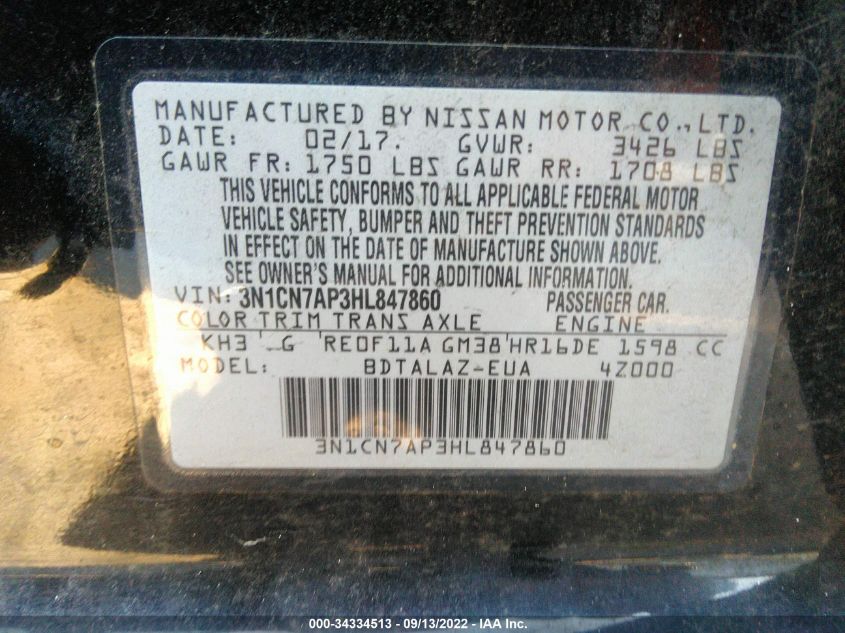 MANUFACTURED BY NISSAN MOTOR CO., LTD.
DATE: 02/17. GVWR: 3426 LBS
GAWR FR: 1750 LBS GAWR RR: 1708 LBS
THIS VEHICLE CONFORMS TO ALL APPLICABLE FEDERAL MOTOR
VEHICLE SAFETY, BUMPER AND THEFT PREVENTION STANDARDS
IN EFFECT ON THE DATE OF MANUFACTURE SHOWN ABOVE.
SEE OWNER'S MANUAL FOR ADDITIONAL INFORMATION.
VIN: 3N1CN7AP3HL847860 PASSENGER CAR.
COLOR TRIM TRANS AXLE ENGINE
KH3 G RE0F11A GM38 HR16DE 1598 CC
MODEL: BDTALAZ-EUA 4Z000
3N1CN7AP3HL847860
000-34334513 - 09/13/2022 - IAA Inc.